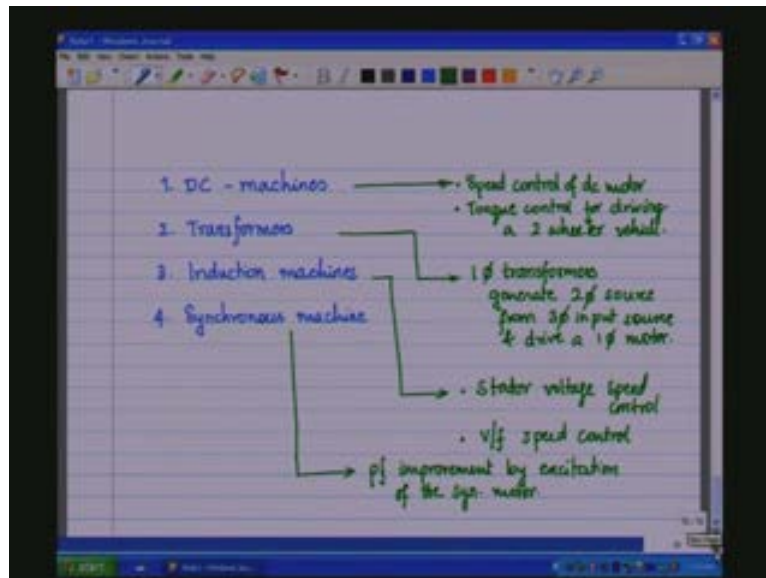 1. DC - machines
• Speed control of dc motor
• Torque control for driving
a 2 wheeler vehicle.
2. Transformers
1ϕ transformers
generate 2ϕ source
from 3ϕ input source
& drive a 1ϕ motor.
3. Induction machines
• Stator voltage speed
control
• v/f speed control
4. Synchronous machine
pf improvement by excitation
of the syn. motor.